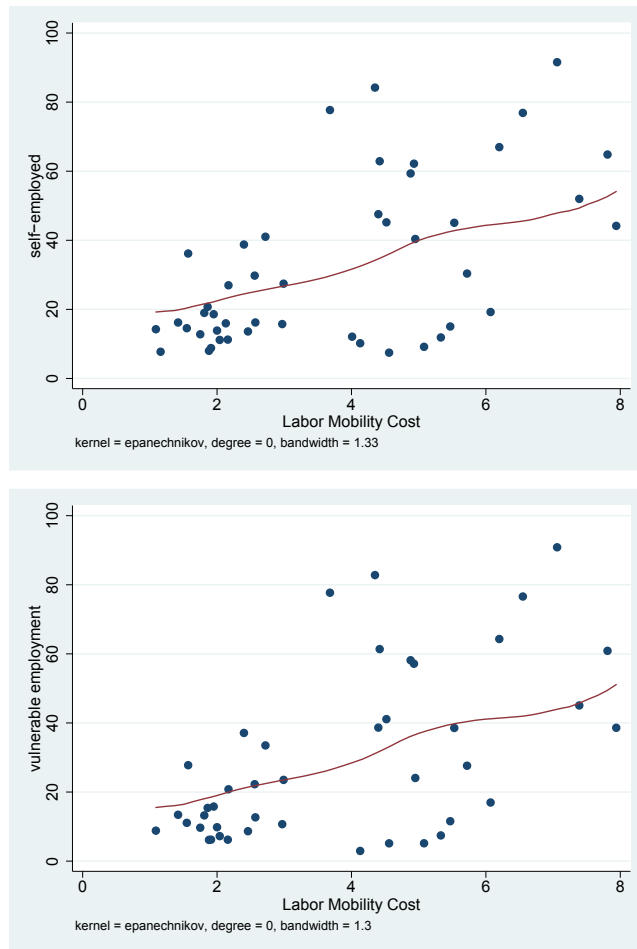 100
80
60
40
20
0
self-employed
0 2 4 6 8
Labor Mobility Cost
kernel = epanechnikov, degree = 0, bandwidth = 1.33
100
80
60
40
20
0
vulnerable employment
0 2 4 6 8
Labor Mobility Cost
kernel = epanechnikov, degree = 0, bandwidth = 1.3